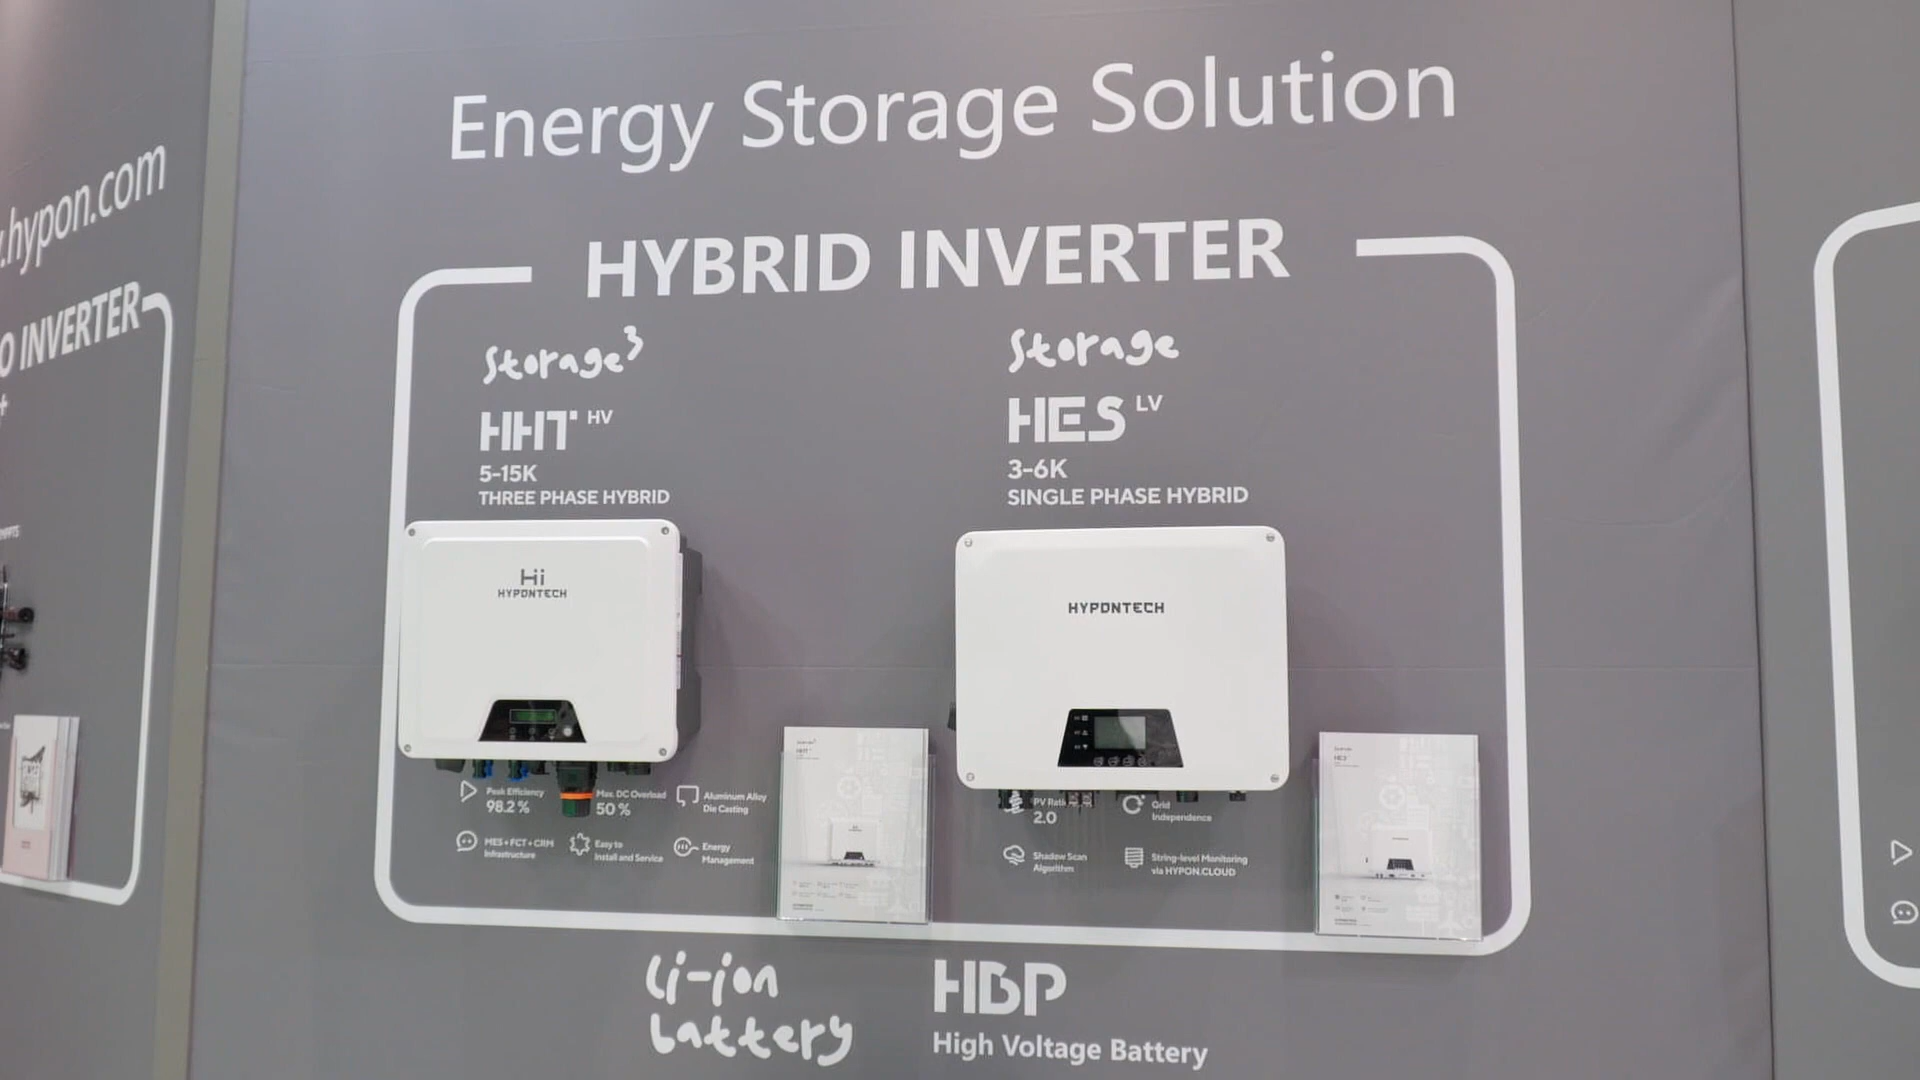 Energy Storage Solution
.hypon.com
O INVERTER
+
HYBRID INVERTER
Storage³
HHT HV
5-15K
THREE PHASE HYBRID
Storage
HES LV
3-6K
SINGLE PHASE HYBRID
Hi
HYPONTECH
HYPONTECH
Peak Efficiency
98.2 %
Max. DC Overload
50 %
Aluminum Alloy
Die Casting
MES + FCT + CRM
Infrastructure
Easy to
Install and Service
Energy
Management
PV Rati
2.0
Grid
Independence
Shadow Scan
Algorithm
String-level Monitoring
via HYPON.CLOUD
Li-ion
battery
HBP
High Voltage Battery